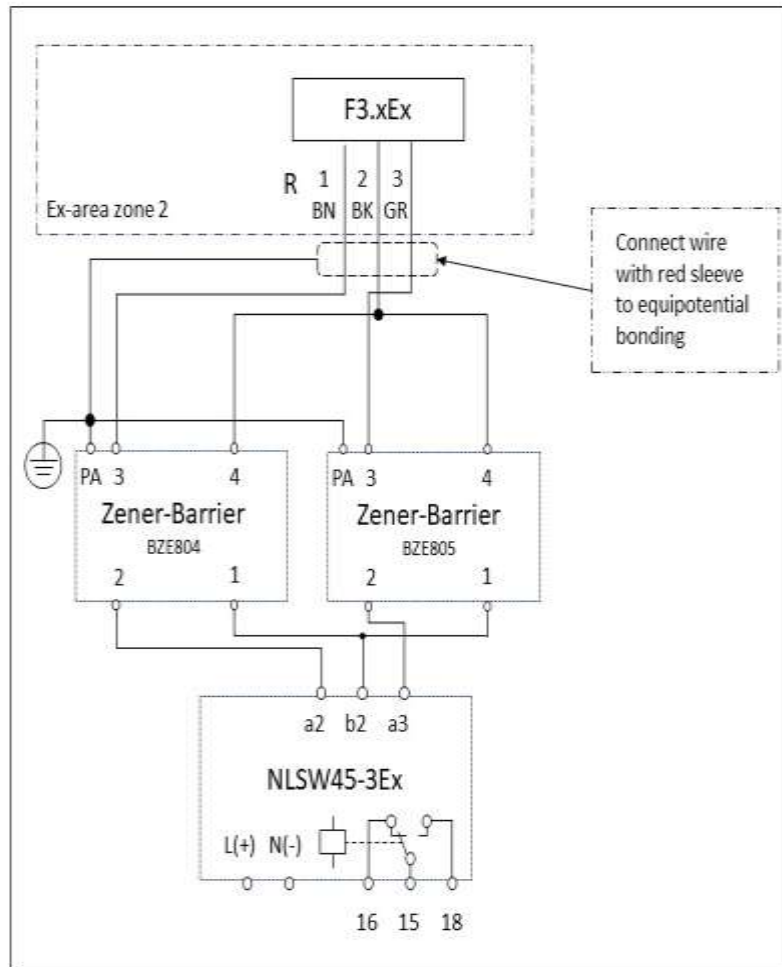 F3.xEx
R 1 2 3
BN BK GR
Ex-area zone 2
Connect wire
with red sleeve
to equipotential
bonding
PA 3 4
Zener-Barrier
BZE804
2 1
PA 3 4
Zener-Barrier
BZE805
2 1
a2 b2 a3
NLSW45-3Ex
L(+) N(-)
16 15 18